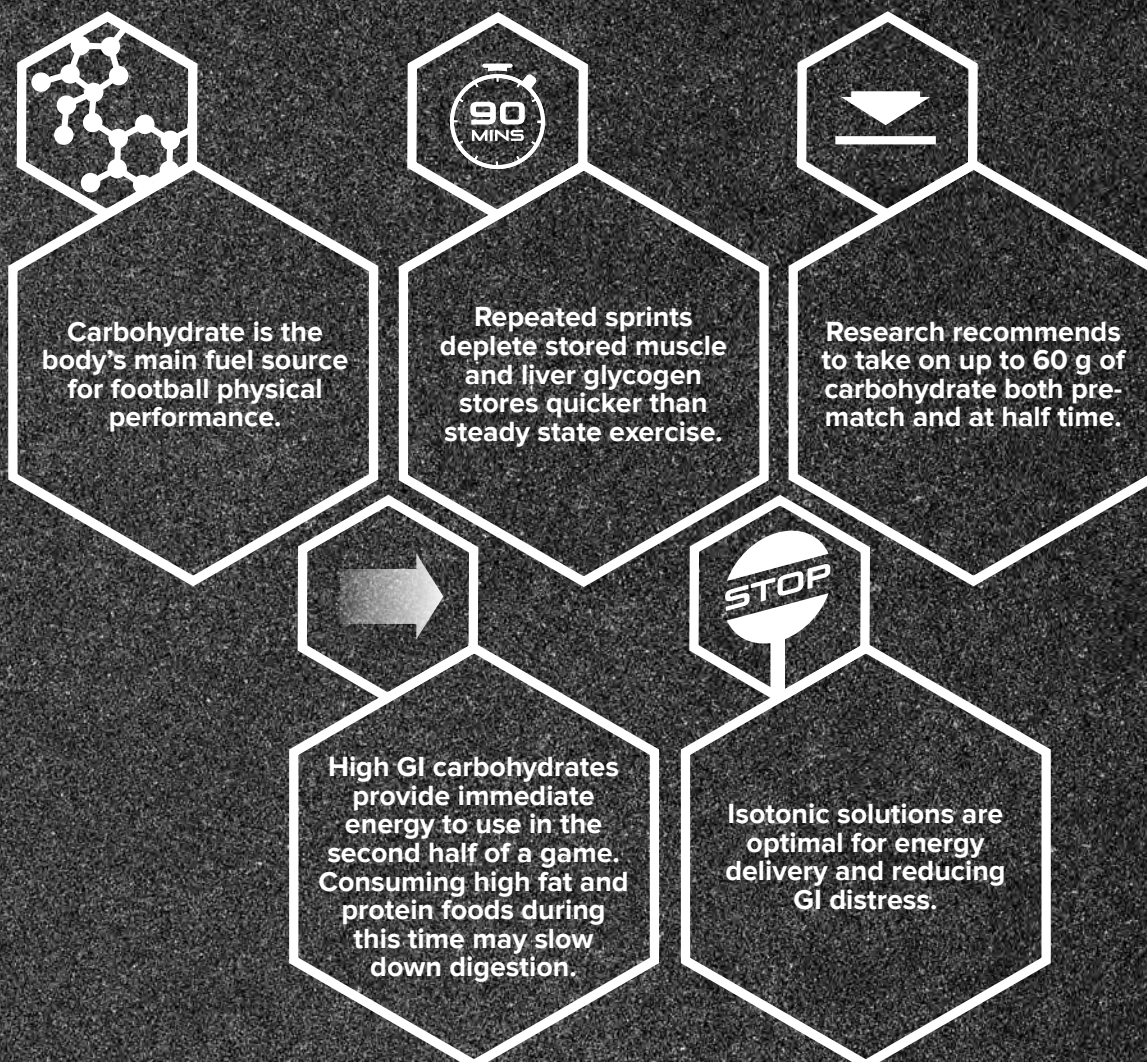 90
MINS
Carbohydrate is the
body's main fuel source
for football physical
performance.
Repeated sprints
deplete stored muscle
and liver glycogen
stores quicker than
steady state exercise.
Research recommends
to take on up to 60 g of
carbohydrate both pre-
match and at half time.
STOP
High GI carbohydrates
provide immediate
energy to use in the
second half of a game.
Consuming high fat and
protein foods during
this time may slow
down digestion.
Isotonic solutions are
optimal for energy
delivery and reducing
GI distress.